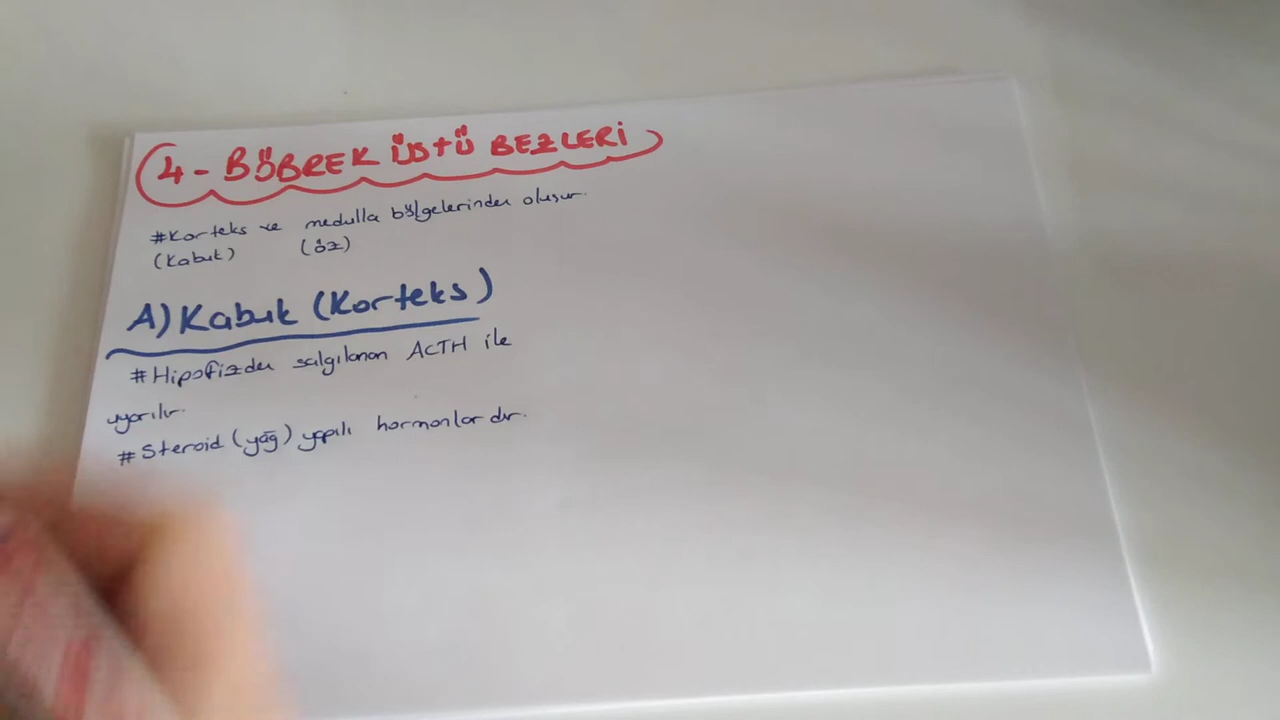 4- BÖBREK ÜSTÜ BEZLERİ
#Korteks ve medulla bölgelerinden oluşur.
(Kabuk) (öz)
A) Kabuk (Korteks)
#Hipofizden salgılanan ACTH ile
uyarılır.
#Steroid (yağ) yapılı hormonlardır.